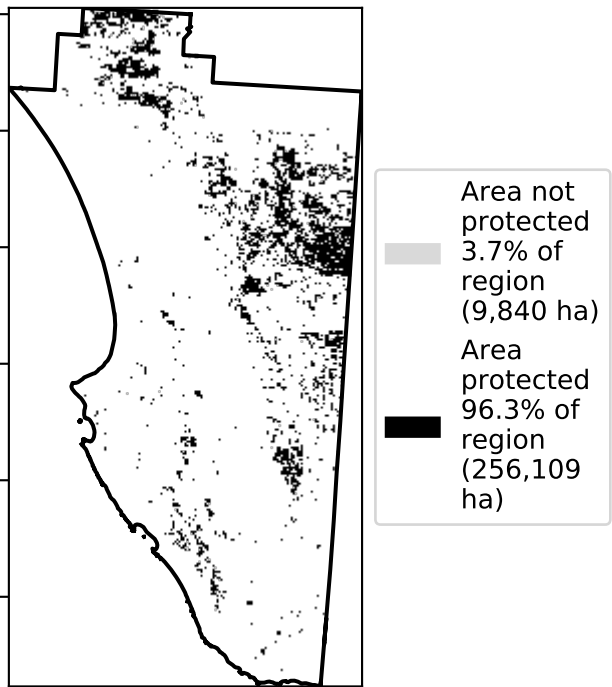 Area not
protected
3.7% of
region
(9,840 ha)
Area
protected
96.3% of
region
(256,109
ha)